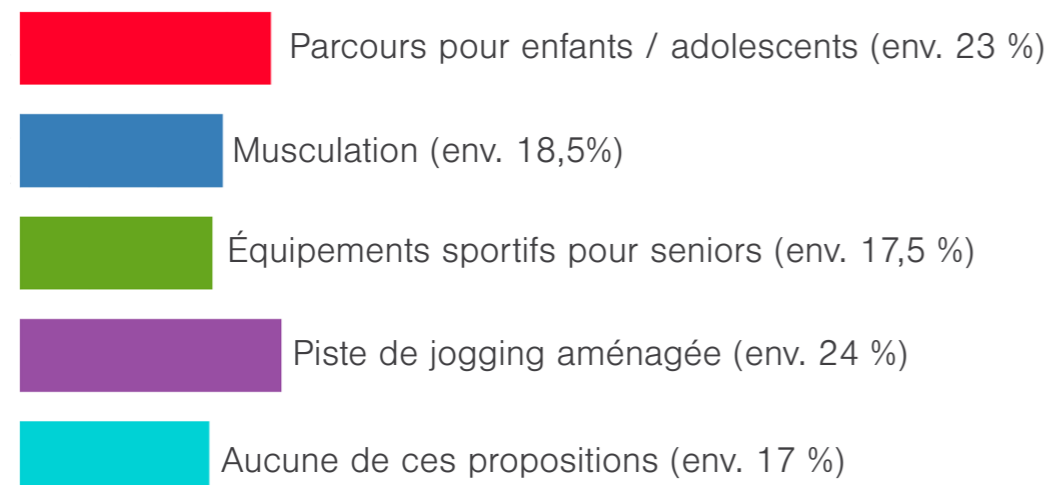 Parcours pour enfants / adolescents (env. 23 %)
Musculation (env. 18,5%)
Équipements sportifs pour seniors (env. 17,5 %)
Piste de jogging aménagée (env. 24 %)
Aucune de ces propositions (env. 17 %)